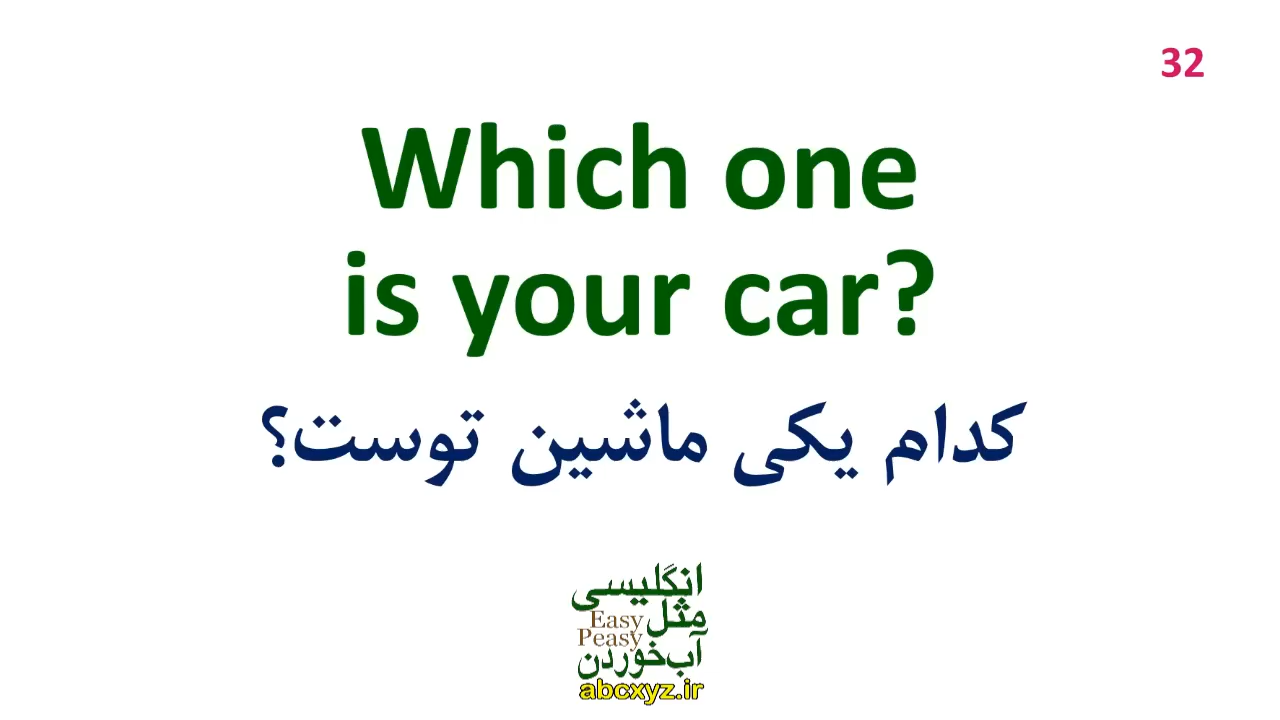 32
Which one
is your car?
کدام یکی ماشین توست؟
انگلیسی
مثل
Easy
Peasy
آب‌خوردن
abcxyz.ir